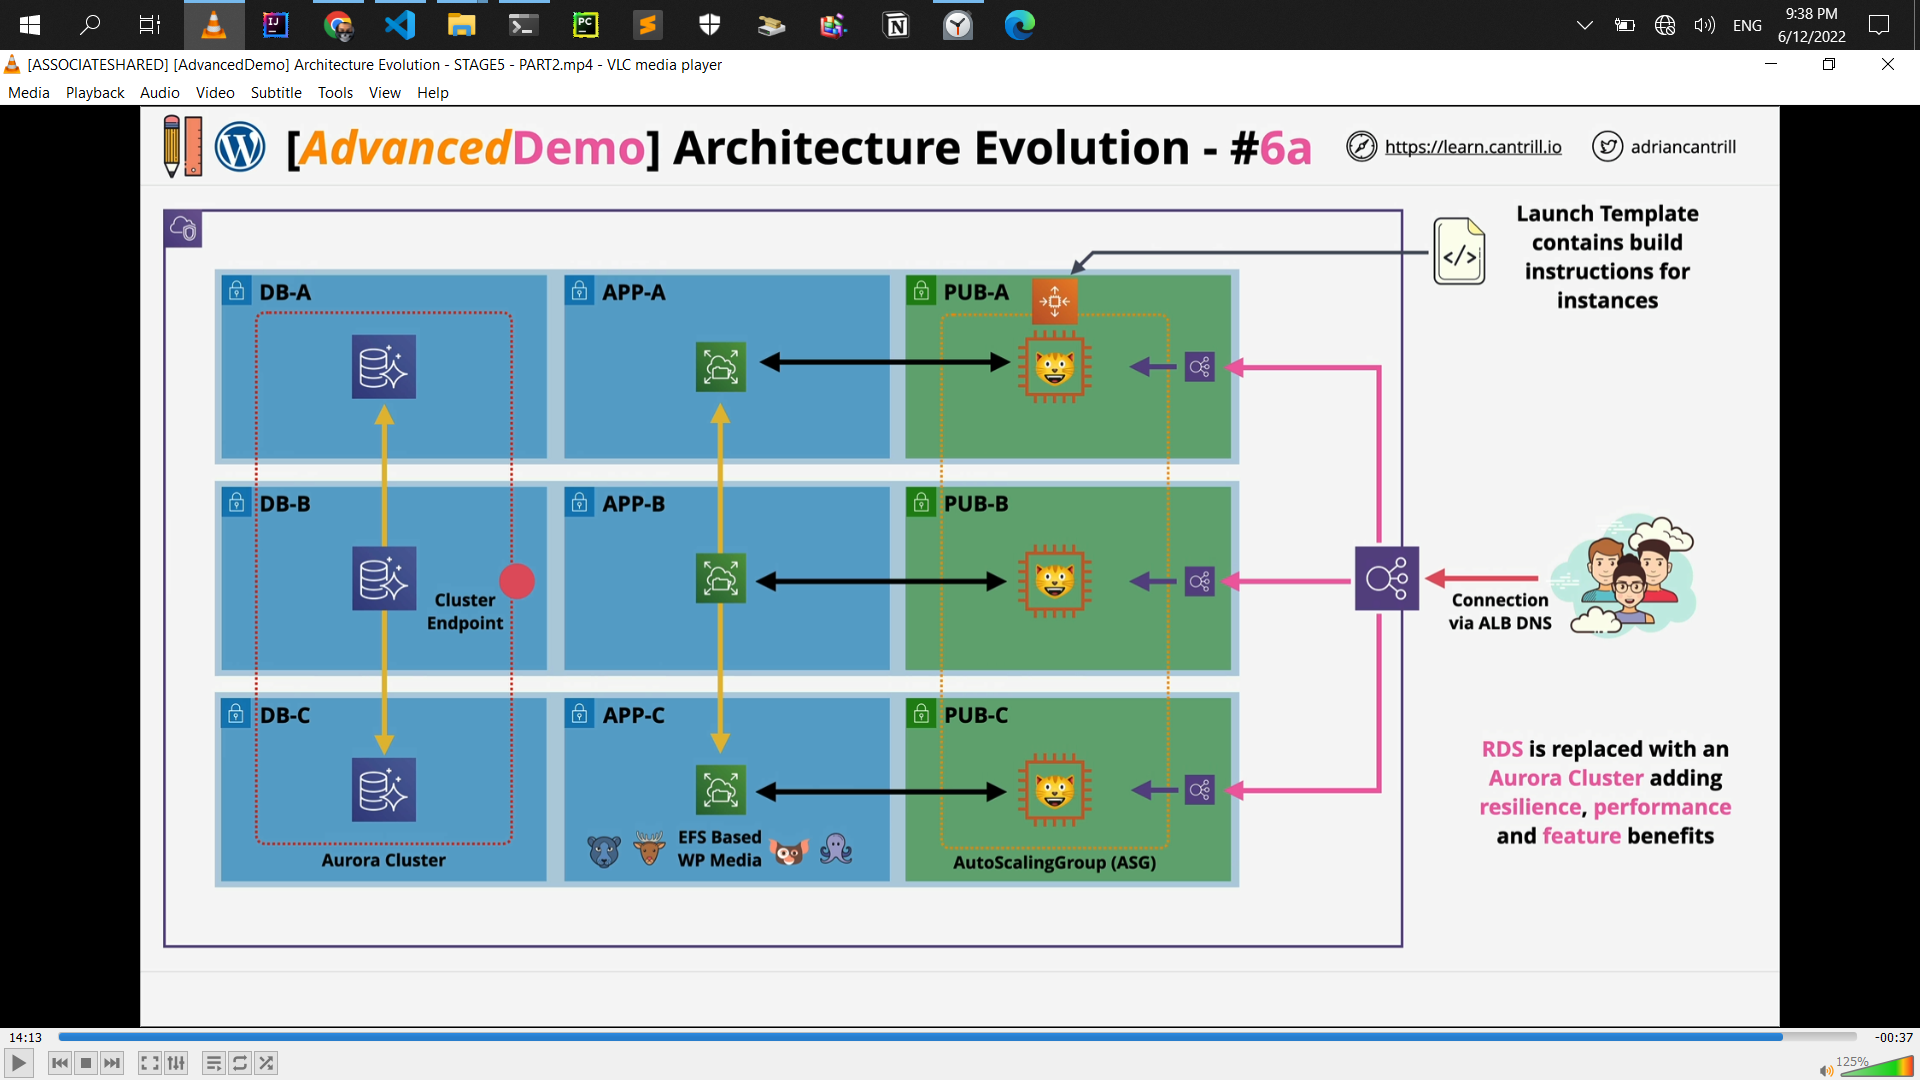 ENG
9:38 PM
6/12/2022
[ASSOCIATESHARED] [AdvancedDemo] Architecture Evolution - STAGE5 - PART2.mp4 - VLC media player
Media Playback Audio Video Subtitle Tools View Help
[AdvancedDemo] Architecture Evolution - #6a
https://learn.cantrill.io
adriancantrill
Launch Template
contains build
instructions for
instances
DB-A
APP-A
PUB-A
DB-B
APP-B
PUB-B
Cluster
Endpoint
Connection
via ALB DNS
DB-C
APP-C
PUB-C
RDS is replaced with an
Aurora Cluster adding
resilience, performance
and feature benefits
EFS Based
WP Media
Aurora Cluster
AutoScalingGroup (ASG)
14:13
-00:37
125%